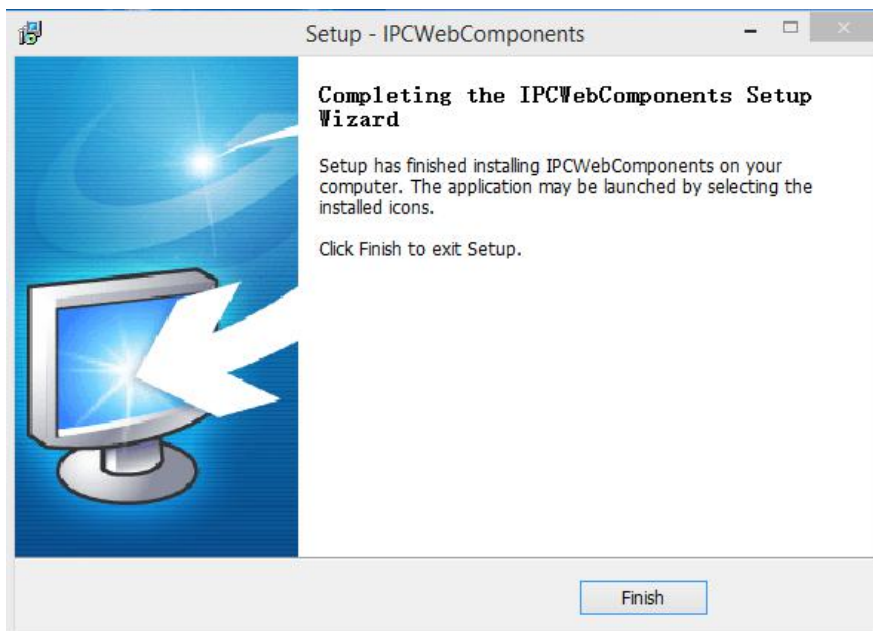 Setup - IPCWebComponents
Completing the IPCWebComponents Setup
Wizard
Setup has finished installing IPCWebComponents on your
computer. The application may be launched by selecting the
installed icons.
Click Finish to exit Setup.
Finish